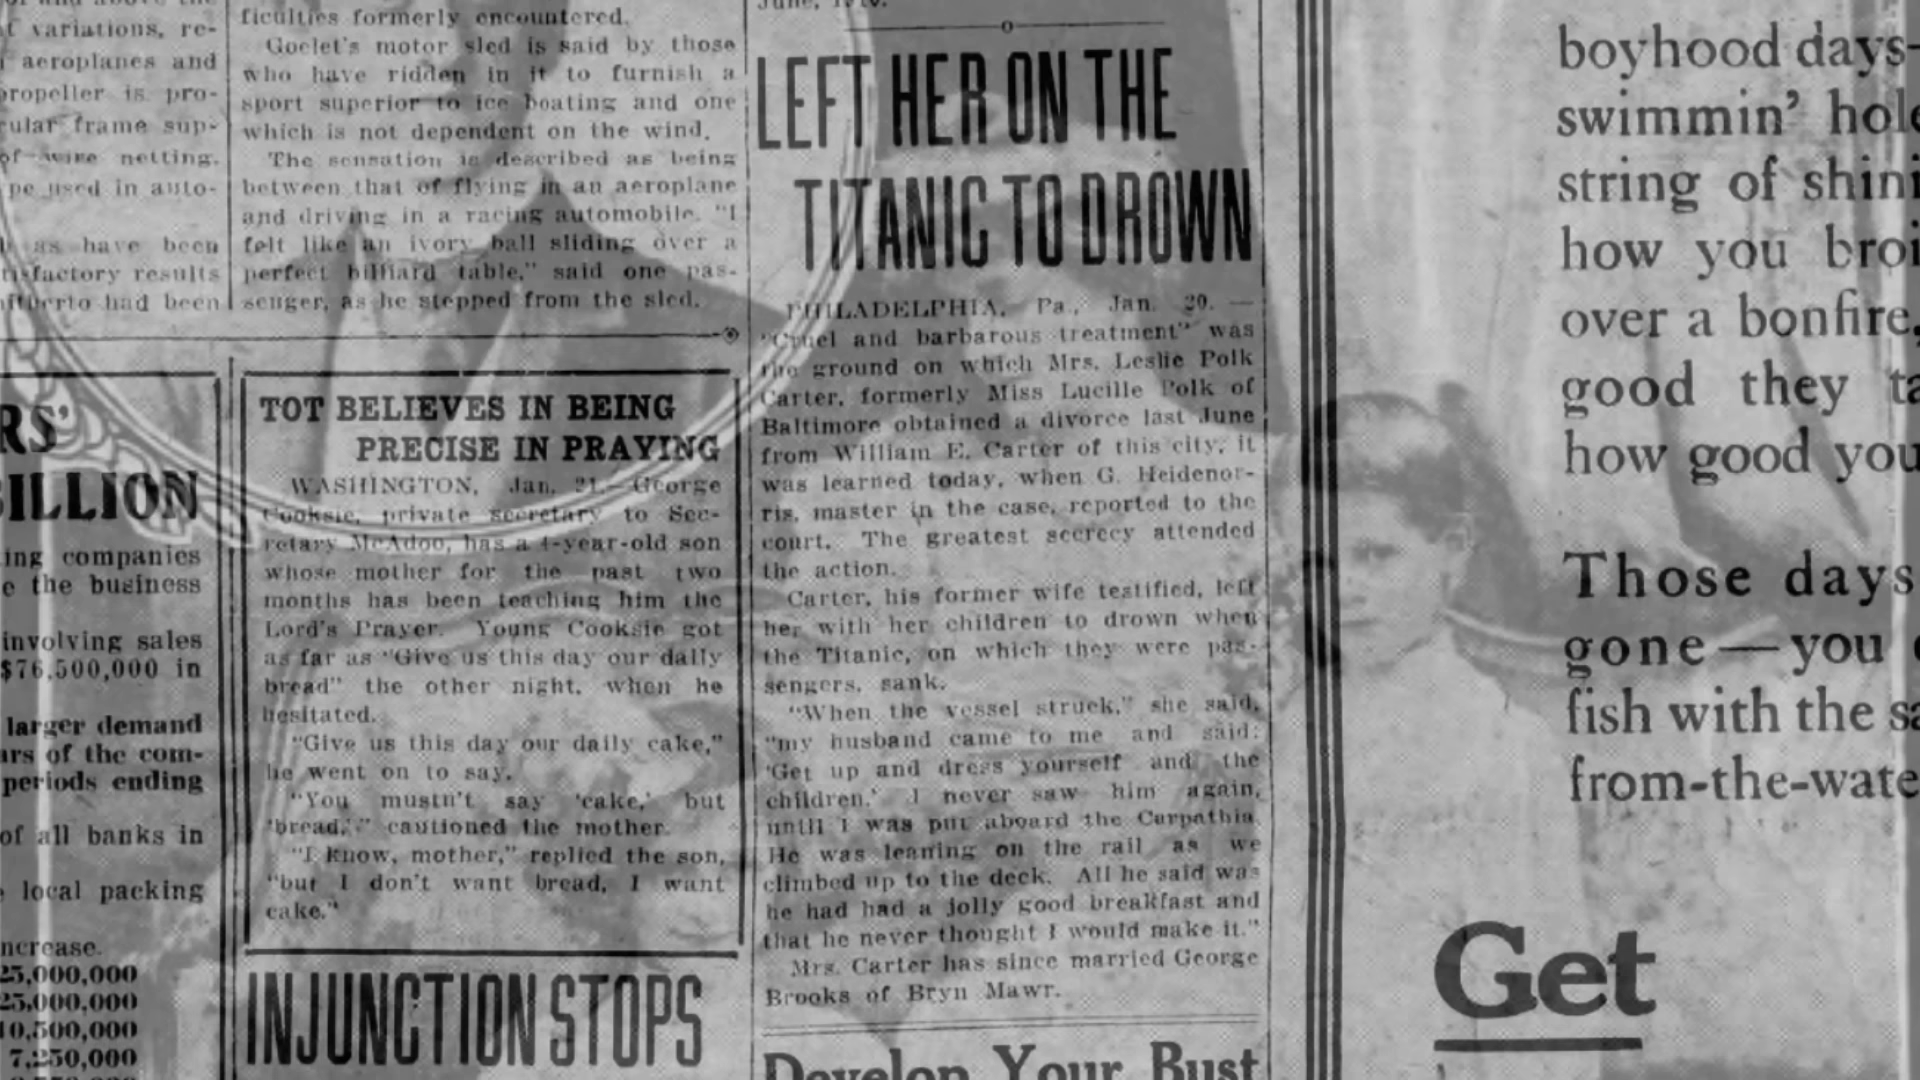 variations, re-
aeroplanes and
propeller is pro-
cular frame sup-
of wire netting.
be used in auto-
as have been
tisfactory results
hitherto had been
RS'
BILLION
ing companies
e the business
involving sales
$76,500,000 in
larger demand
ars of the com-
periods ending
of all banks in
local packing
ncrease.
25,000,000
25,000,000
10,500,000
7,250,000
ficulties formerly encountered.
Goelet's motor sled is said by those
who have ridden in it to furnish a
sport superior to ice boating and one
which is not dependent on the wind.
The sensation is described as being
between that of flying in an aeroplane
and driving in a racing automobile. "I
felt like an ivory ball sliding over a
perfect billiard table," said one pas-
senger, as he stepped from the sled.
TOT BELIEVES IN BEING
PRECISE IN PRAYING
WASHINGTON, Jan. 21.—George
Cooksie, private secretary to Sec-
retary McAdoo, has a 4-year-old son
whose mother for the past two
months has been teaching him the
Lord's Prayer. Young Cooksie got
as far as "Give us this day our daily
bread" the other night, when he
hesitated.
"Give us this day our daily cake,"
he went on to say.
"You mustn't say 'cake,' but
'bread,'" cautioned the mother.
"I know, mother," replied the son,
"but I don't want bread, I want
cake."
INJUNCTION STOPS
June,
LEFT HER ON THE
TITANIC TO DROWN
PHILADELPHIA, Pa., Jan. 20. —
"Cruel and barbarous treatment" was
the ground on which Mrs. Leslie Polk
Carter, formerly Miss Lucille Polk of
Baltimore obtained a divorce last June
from William E. Carter of this city, it
was learned today, when G. Heidenor-
ris, master in the case, reported to the
court. The greatest secrecy attended
the action.
Carter, his former wife testified, left
her with her children to drown when
the Titanic, on which they were pas-
sengers, sank.
"When the vessel struck," she said,
"my husband came to me and said:
'Get up and dress yourself and the
children.' I never saw him again,
until I was put aboard the Carpathia.
He was leaning on the rail as we
climbed up to the deck. All he said was
he had had a jolly good breakfast and
that he never thought I would make it."
Mrs. Carter has since married George
Brooks of Bryn Mawr.
Develop Your Bust
boyhood days—
swimmin' hole
string of shini
how you broi
over a bonfire,
good they ta
how good you
Those days
gone—you
fish with the sa
from-the-wate
Get